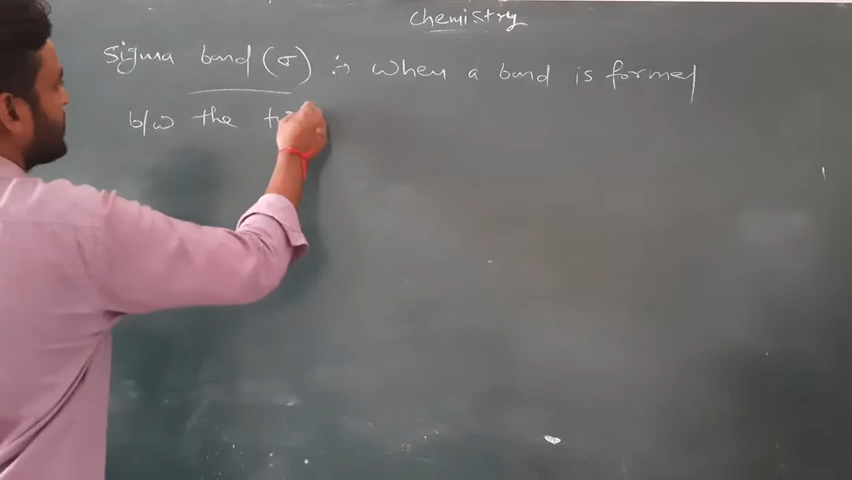 Chemistry
Sigma bond (σ) :- When a bond is formed
b/w the